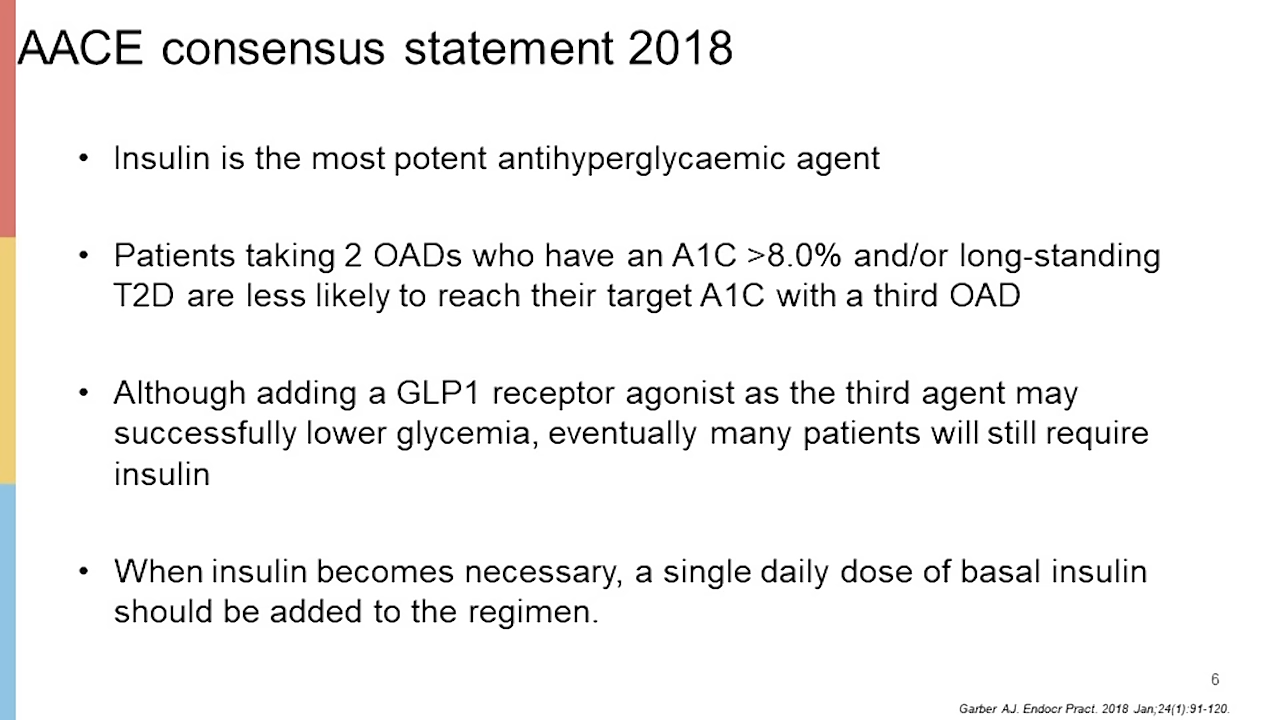 AACE consensus statement 2018
• Insulin is the most potent antihyperglycaemic agent
• Patients taking 2 OADs who have an A1C >8.0% and/or long-standing
T2D are less likely to reach their target A1C with a third OAD
• Although adding a GLP1 receptor agonist as the third agent may
successfully lower glycemia, eventually many patients will still require
insulin
• When insulin becomes necessary, a single daily dose of basal insulin
should be added to the regimen.
6
Garber AJ. Endocr Pract. 2018 Jan;24(1):91-120.